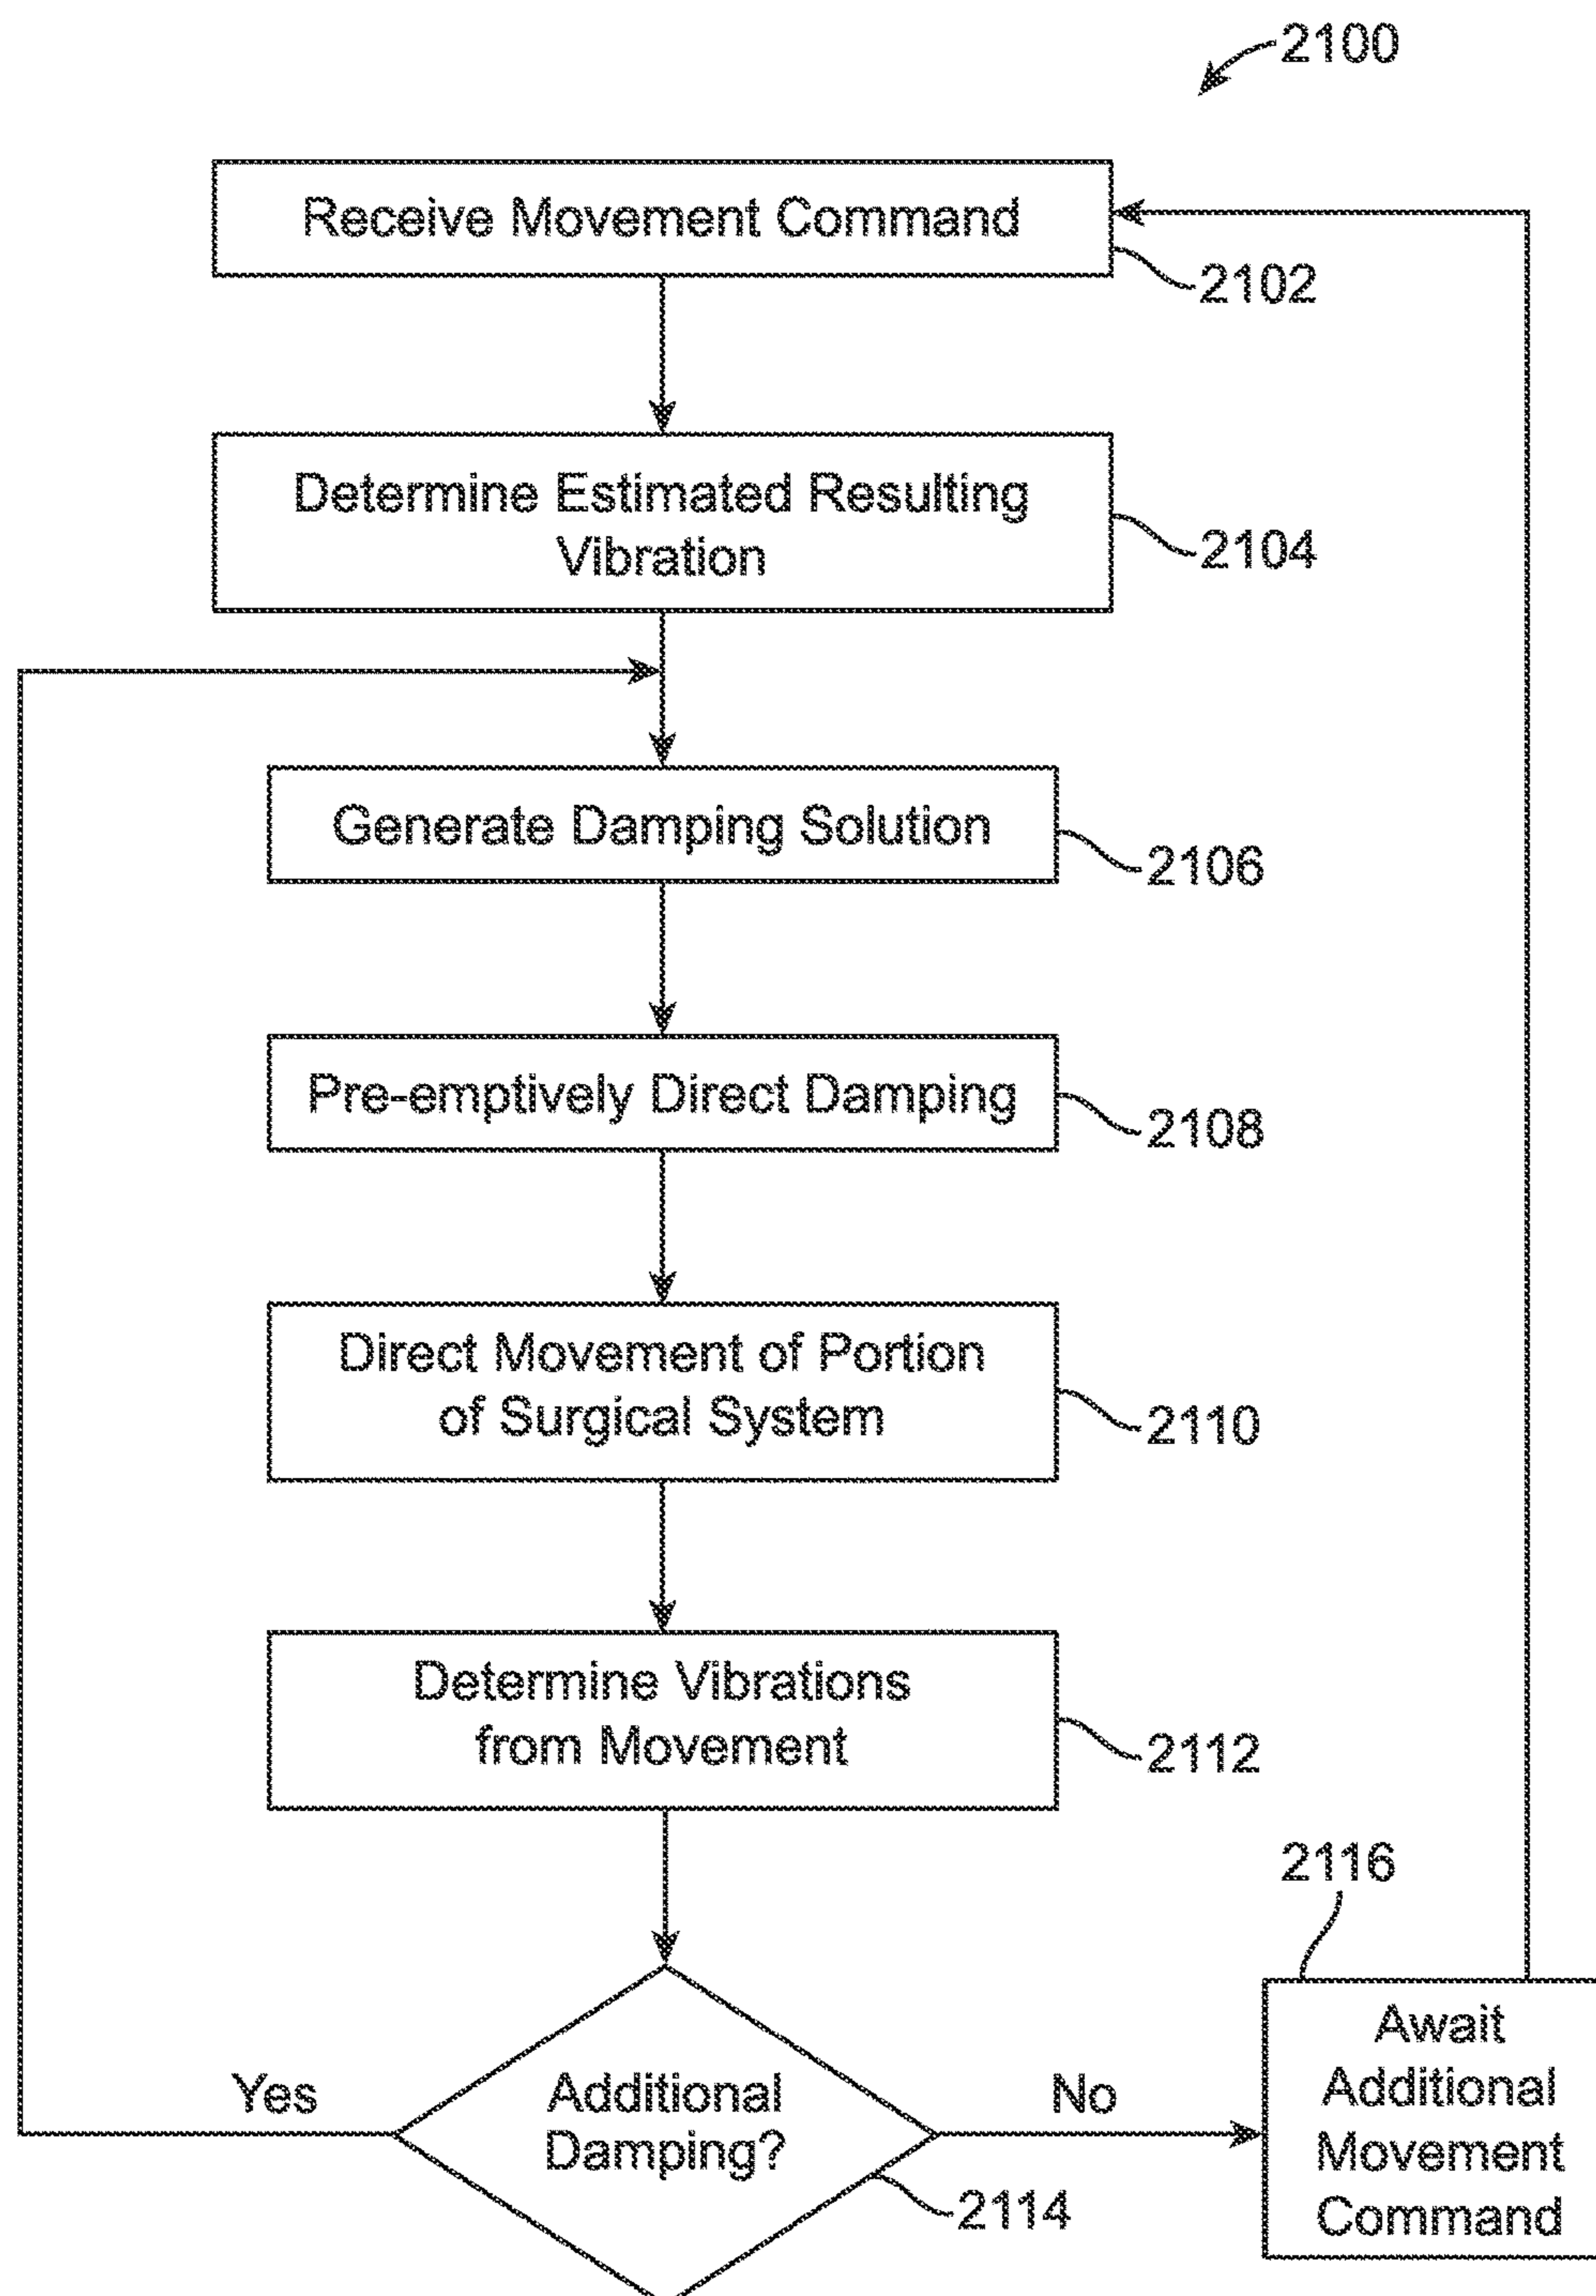 2100
Receive Movement Command
2102
Determine Estimated Resulting
Vibration
2104
Generate Damping Solution
2106
Pre-emptively Direct Damping
2108
Direct Movement of Portion
of Surgical System
2110
Determine Vibrations
from Movement
2112
2116
Yes
Additional
Damping?
No
2114
Await
Additional
Movement
Command